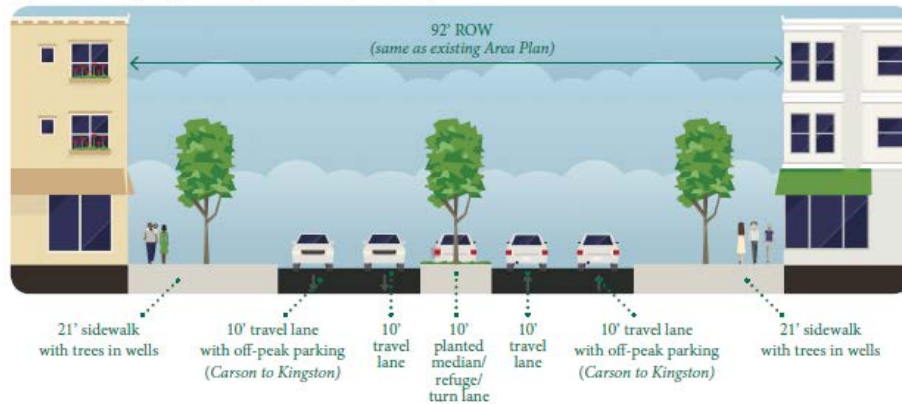 92' ROW
(same as existing Area Plan)
21' sidewalk
with trees in wells
10' travel lane
with off-peak parking
(Carson to Kingston)
10'
travel
lane
10'
planted
median/
refuge/
turn lane
10'
travel
lane
10' travel lane
with off-peak parking
(Carson to Kingston)
21' sidewalk
with trees in wells